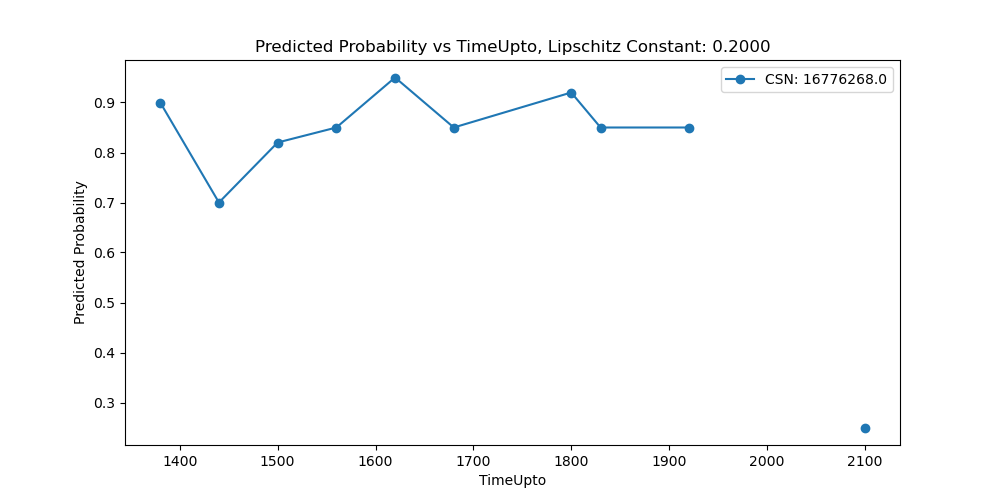 Predicted Probability vs TimeUpto, Lipschitz Constant: 0.2000
CSN: 16776268.0
Predicted Probability
0.9
0.8
0.7
0.6
0.5
0.4
0.3
1400 1500 1600 1700 1800 1900 2000 2100
TimeUpto